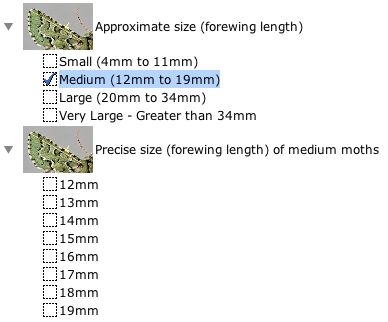 Approximate size (forewing length)
Small (4mm to 11mm)
Medium (12mm to 19mm)
Large (20mm to 34mm)
Very Large - Greater than 34mm
Precise size (forewing length) of medium moths
12mm
13mm
14mm
15mm
16mm
17mm
18mm
19mm